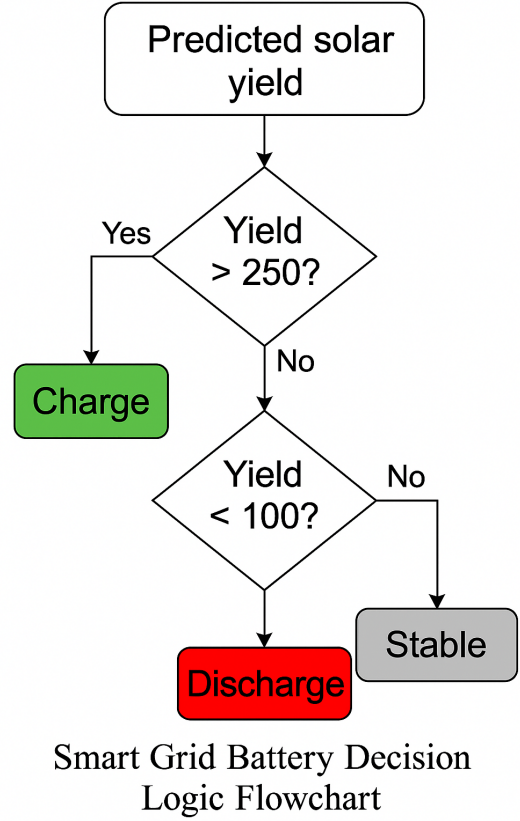 Predicted solar
yield
Yield
> 250?
Yes
No
Charge
Yield
< 100?
No
Stable
Discharge
Smart Grid Battery Decision
Logic Flowchart